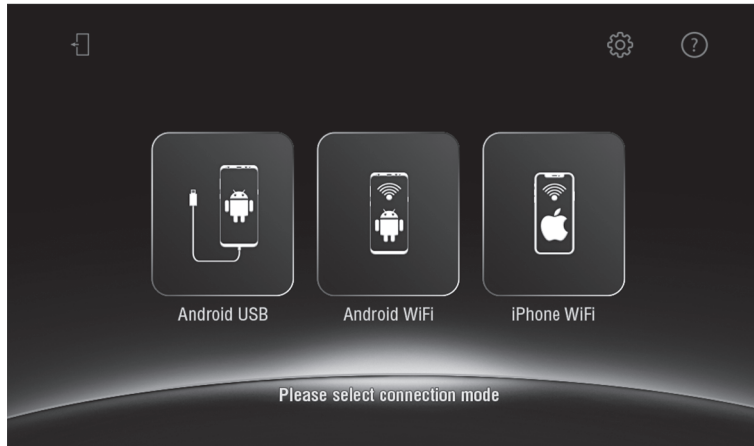 ?
Android USB
Android WiFi
iPhone WiFi
Please select connection mode